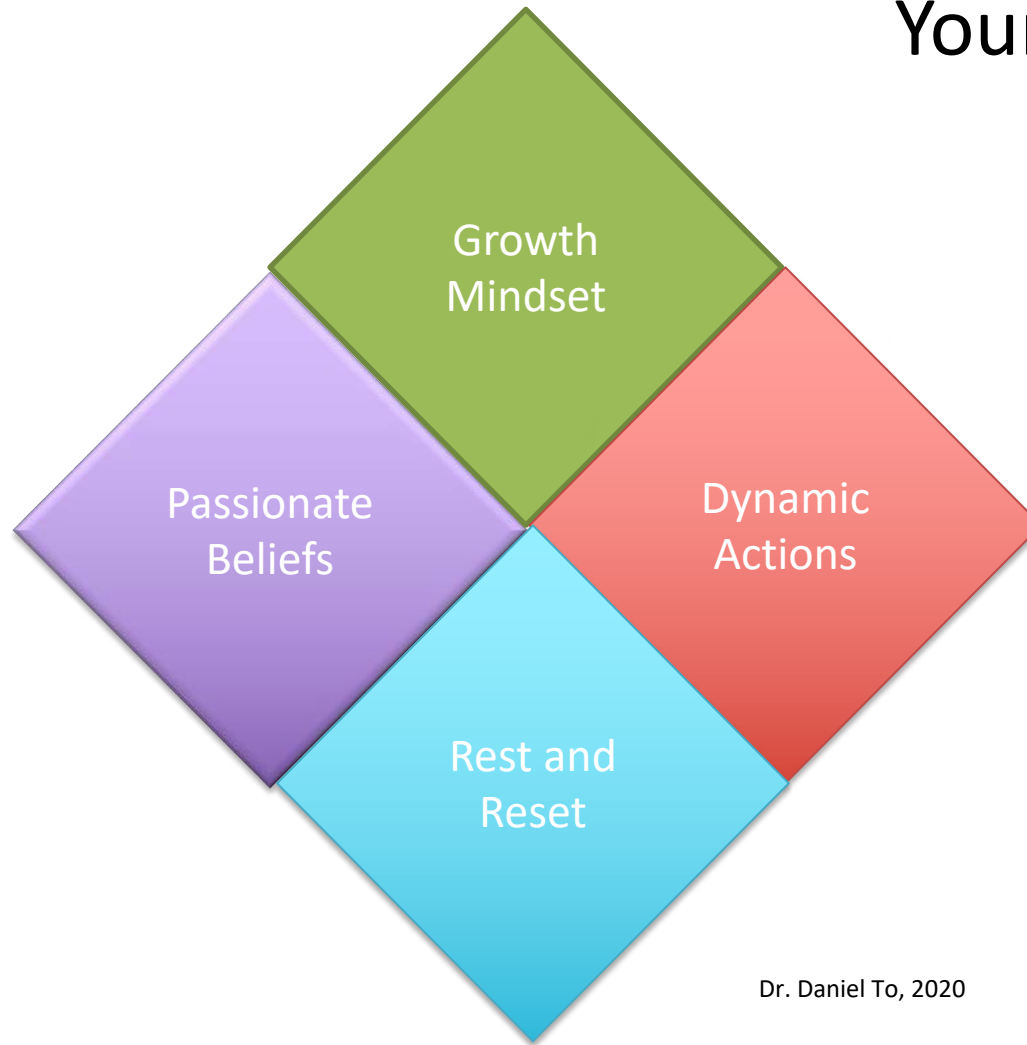 Your
Growth
Mindset
Passionate
Beliefs
Dynamic
Actions
Rest and
Reset
Dr. Daniel To, 2020